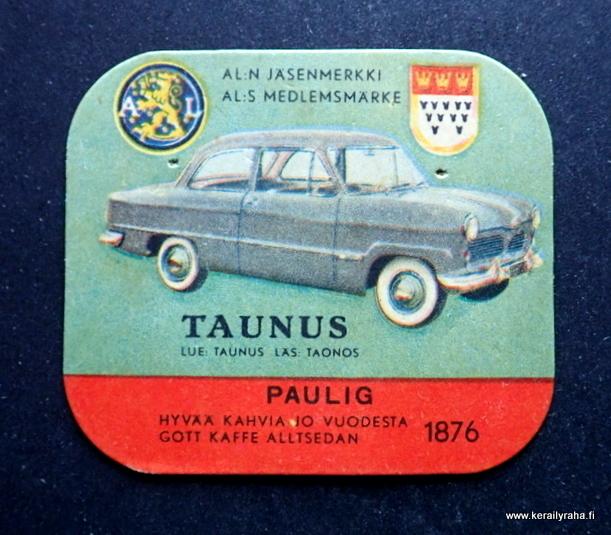 AL:N JÄSENMERKKI
AL:S MEDLEMSMÄRKE
A L
TAUNUS
LUE: TAUNUS LÄS: TAONOS
PAULIG
HYVÄÄ KAHVIA JO VUODESTA
GOTT KAFFE ALLTSEDAN 1876
www.kerailyraha.fi